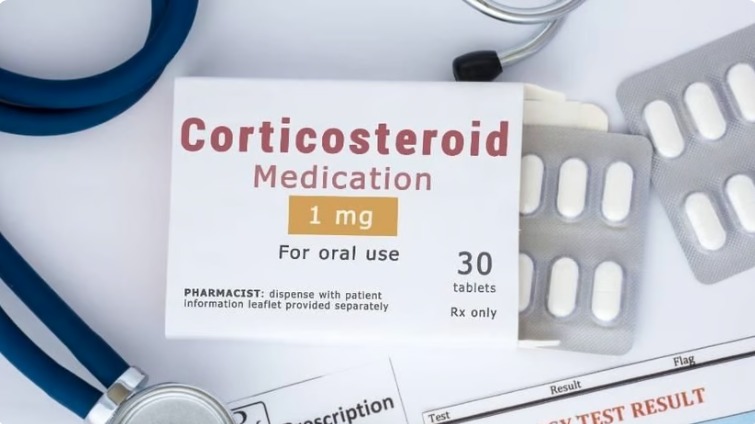 Corticosteroid
Medication
1 mg
For oral use
30
tablets
PHARMACIST: dispense with patient
information leaflet provided separately
Rx only
Test
Result
Flag
TEST RESULT